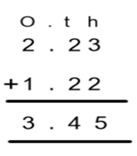 O . t h
2 . 2 3
+ 1 . 2 2
3 . 4 5